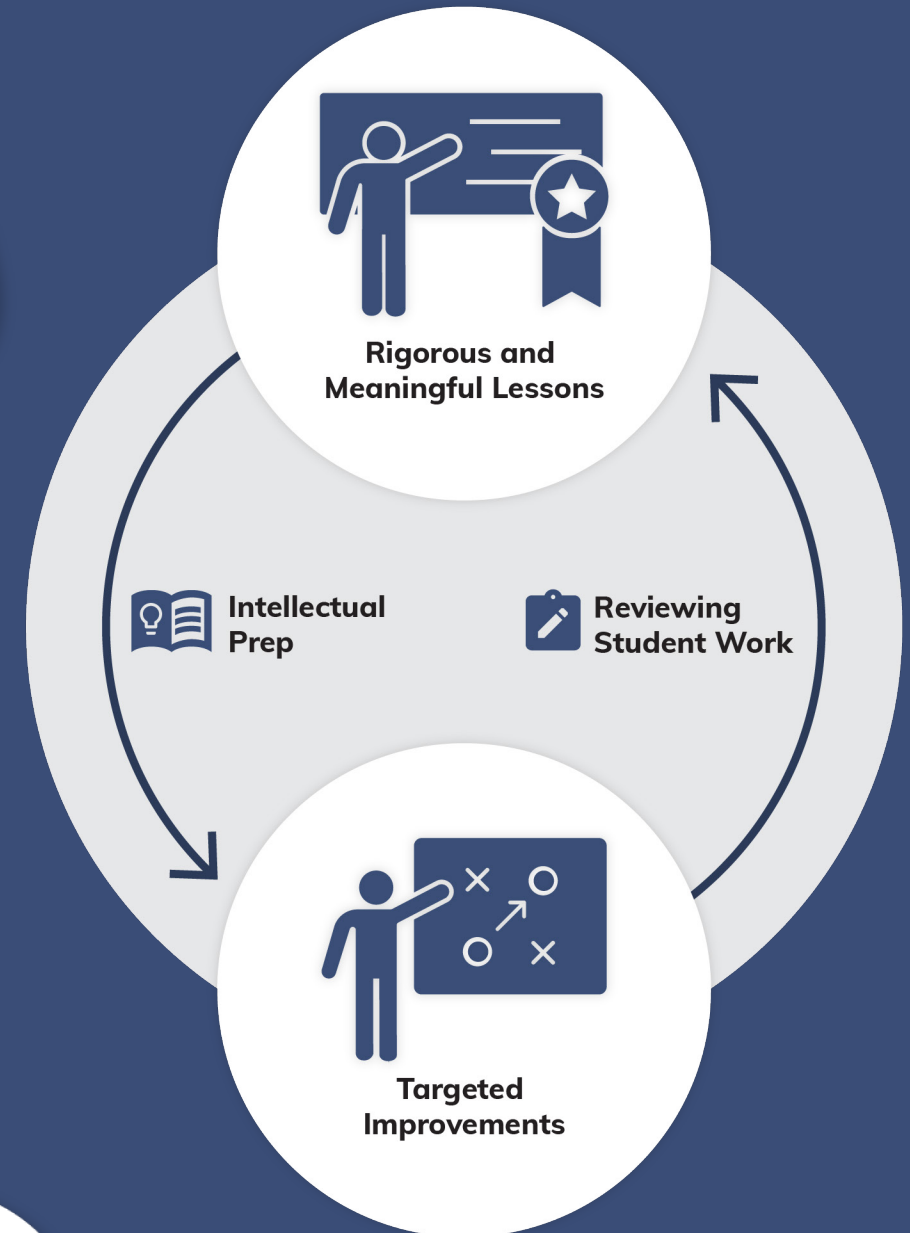 Rigorous and
Meaningful Lessons
Intellectual
Prep
Reviewing
Student Work
Targeted
Improvements